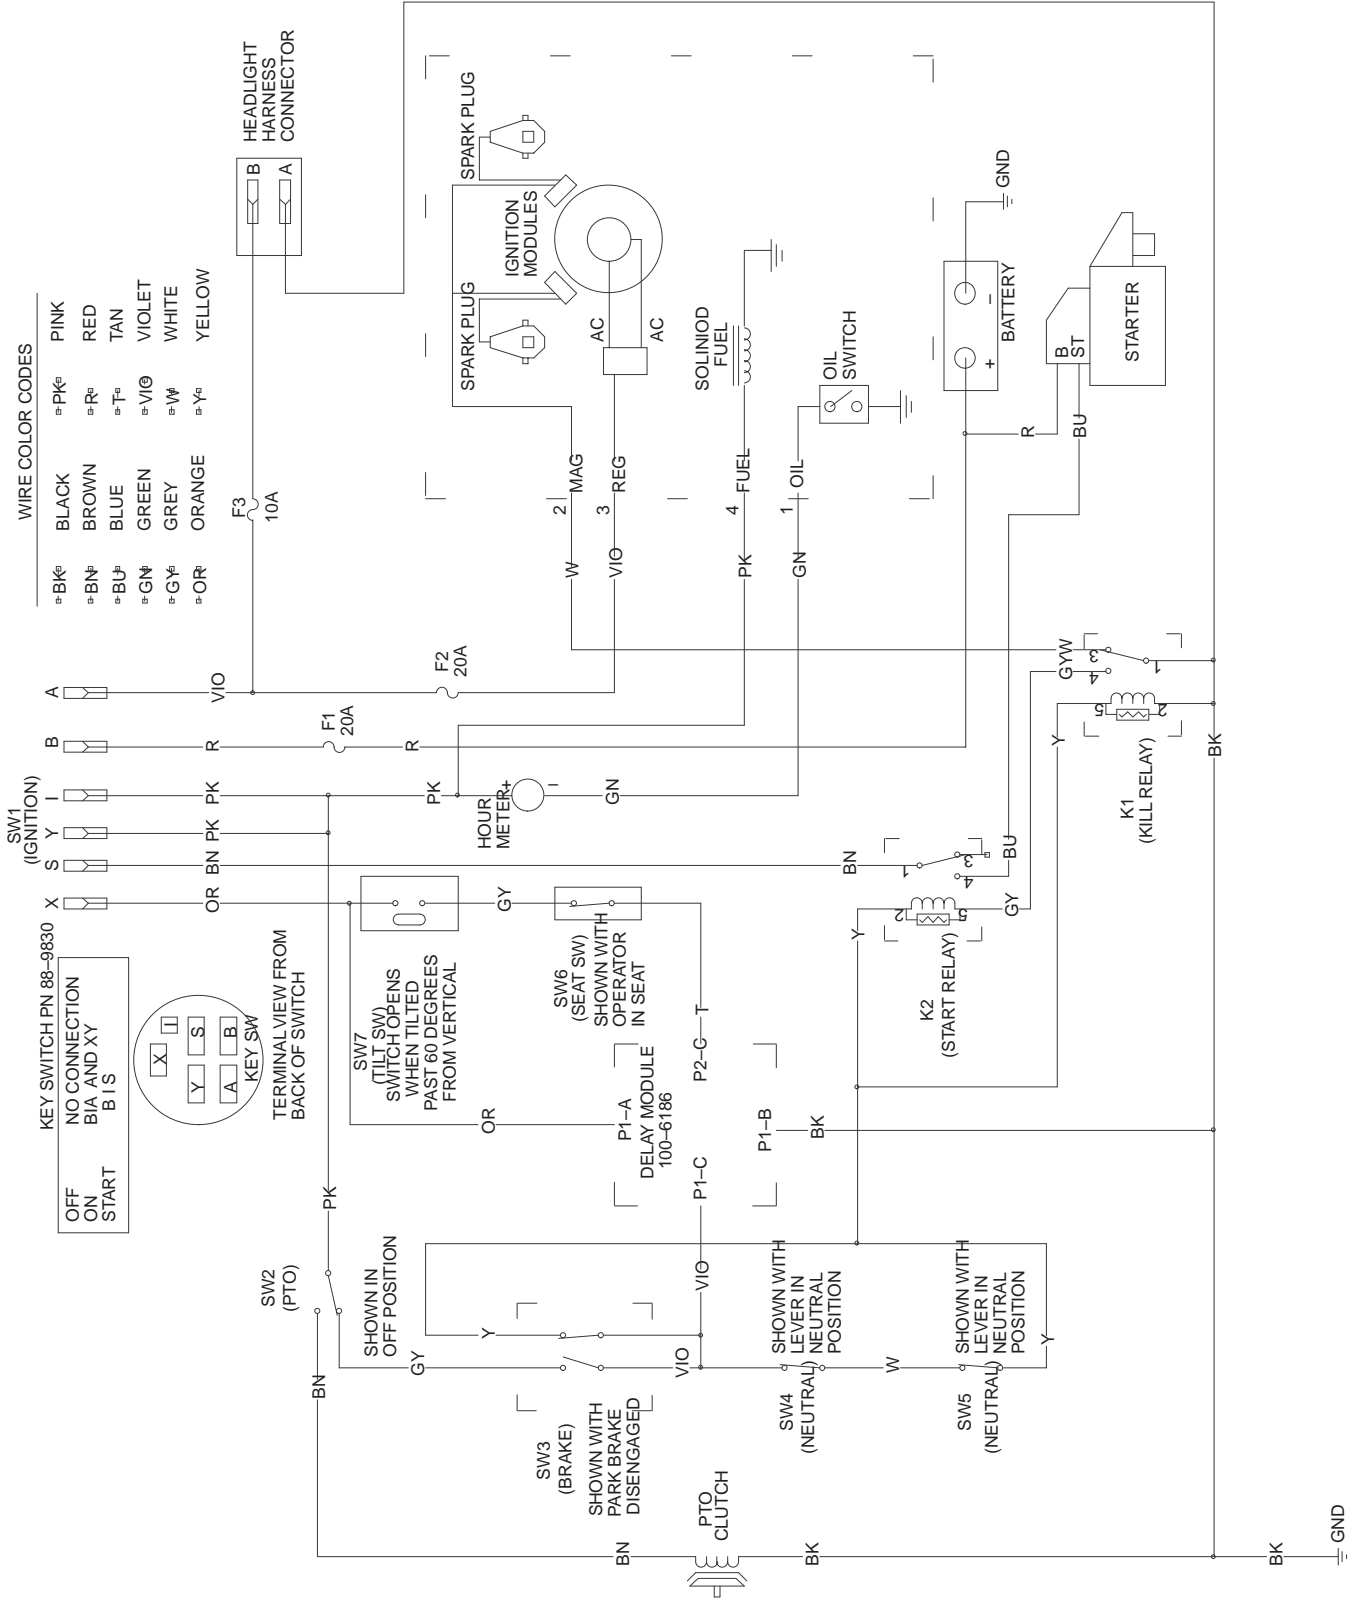 WIRE COLOR CODES
BK BLACK PK PINK
BN BROWN R RED
BU BLUE T TAN
GN GREEN VIO VIOLET
GY GREY W WHITE
OR ORANGE Y YELLOW
HEADLIGHT
HARNESS
CONNECTOR
B
A
F3
10A
SW1
(IGNITION)
X
S
Y
I
B
A
OR
BN
PK
PK
R
VIO
F1
20A
R
F2
20A
PK
HOUR
METER
+
–
GN
KEY SWITCH PN 88–9830
OFF NO CONNECTION
ON BIA AND XY
START B I S
X
I
Y
S
A
B
KEY SW
TERMINAL VIEW FROM
BACK OF SWITCH
SPARK PLUG
SPARK PLUG
IGNITION
MODULES
AC
AC
SOLINIOD
FUEL
OIL
SWITCH
MAG
REG
FUEL
OIL
2
3
4
1
W
VIO
PK
GN
BATTERY
+
–
GND
STARTER
B
ST
R
BU
SW7
(TILT SW)
SWITCH OPENS
WHEN TILTED
PAST 60 DEGREES
FROM VERTICAL
GY
SW6
(SEAT SW)
SHOWN WITH
OPERATOR
IN SEAT
T
OR
P1–A
P2–C
DELAY MODULE
100–6186
P1–C
P1–B
BK
BN
1
3
4
BU
2
5
Y
GY
K2
(START RELAY)
GY
W
4
3
1
5
2
Y
BK
K1
(KILL RELAY)
PK
SW2
(PTO)
SHOWN IN
OFF POSITION
BN
GY
Y
VIO
VIO
SW3
(BRAKE)
SHOWN WITH
PARK BRAKE
DISENGAGED
SHOWN WITH
LEVER IN
NEUTRAL
POSITION
SW4
(NEUTRAL)
W
SHOWN WITH
LEVER IN
NEUTRAL
POSITION
SW5
(NEUTRAL)
Y
PTO
CLUTCH
BN
BK
BK
GND